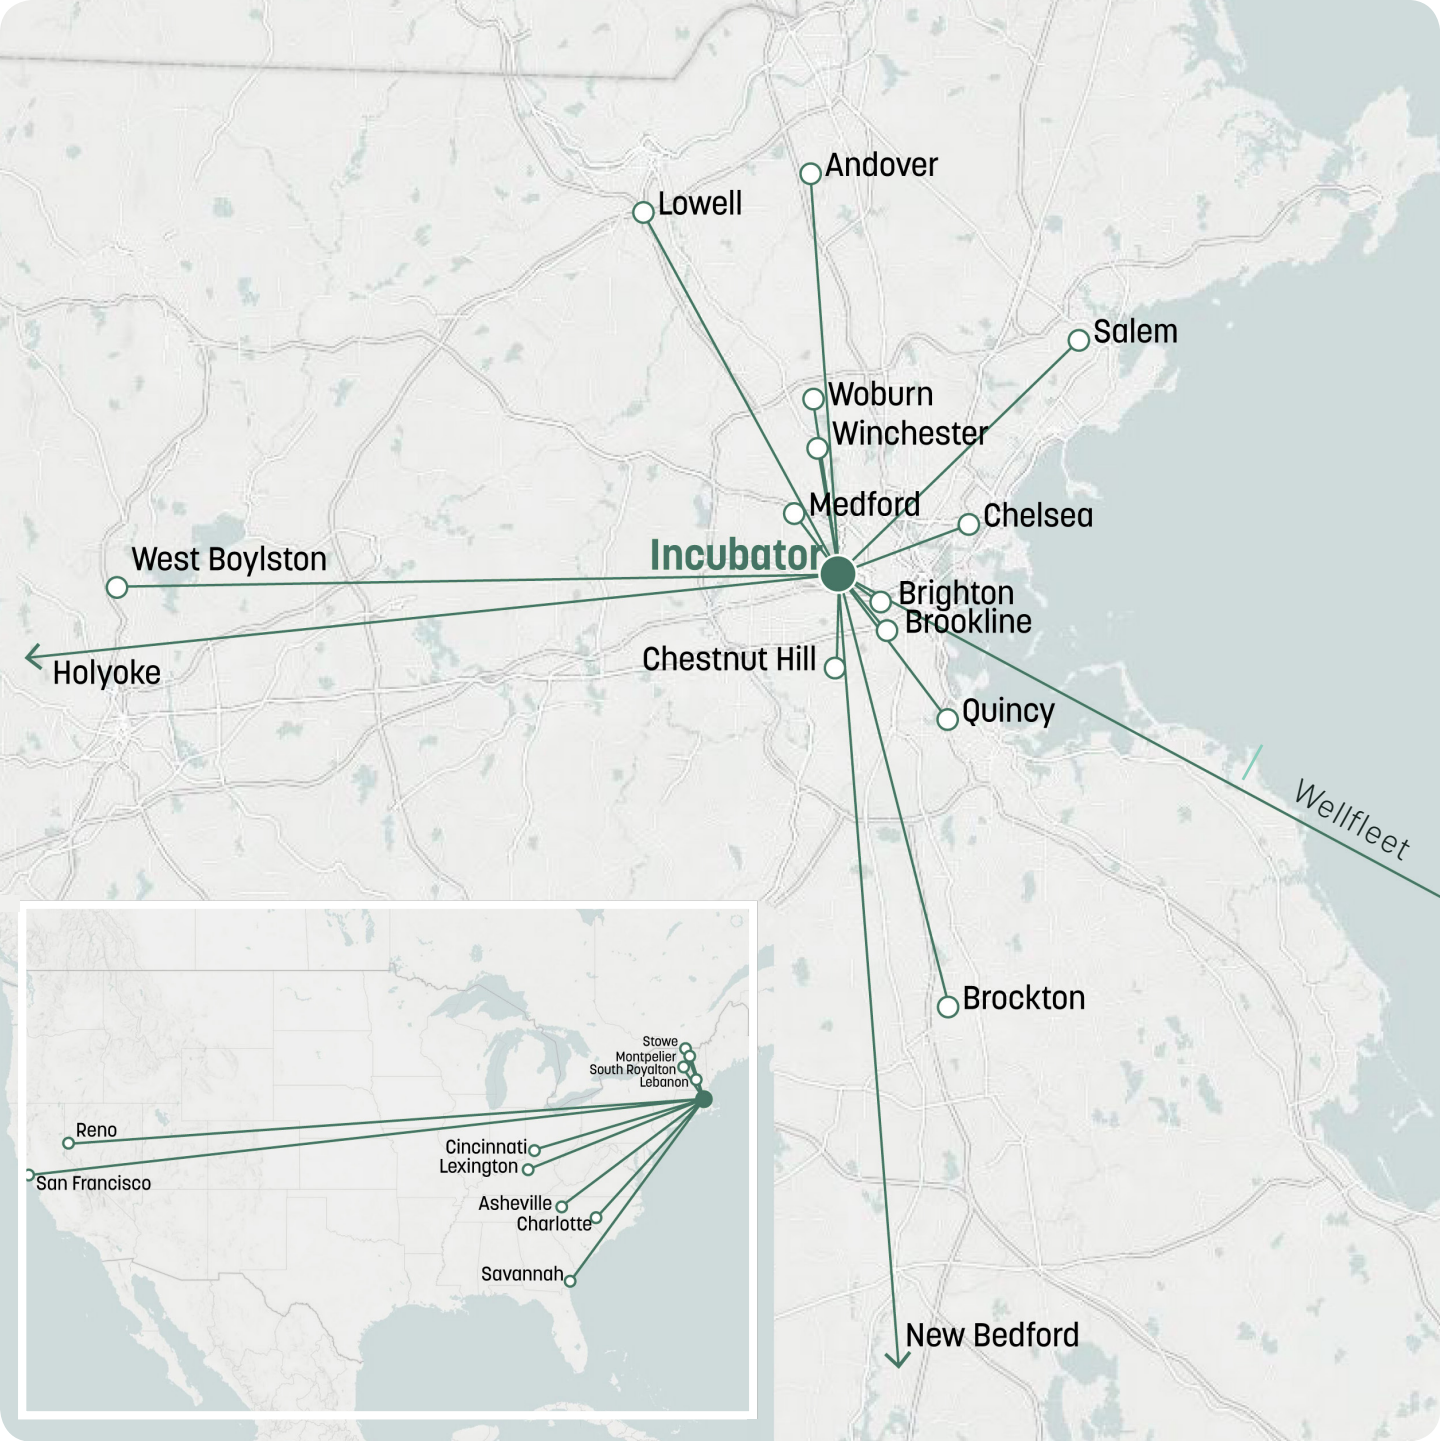 Andover
Lowell
Salem
Woburn
Winchester
Medford
Chelsea
Incubator
West Boylston
Brighton
Brookline
Chestnut Hill
Holyoke
Quincy
Wellfleet
Brockton
New Bedford
Stowe
Montpelier
South Royalton
Lebanon
Reno
Cincinnati
Lexington
San Francisco
Asheville
Charlotte
Savannah